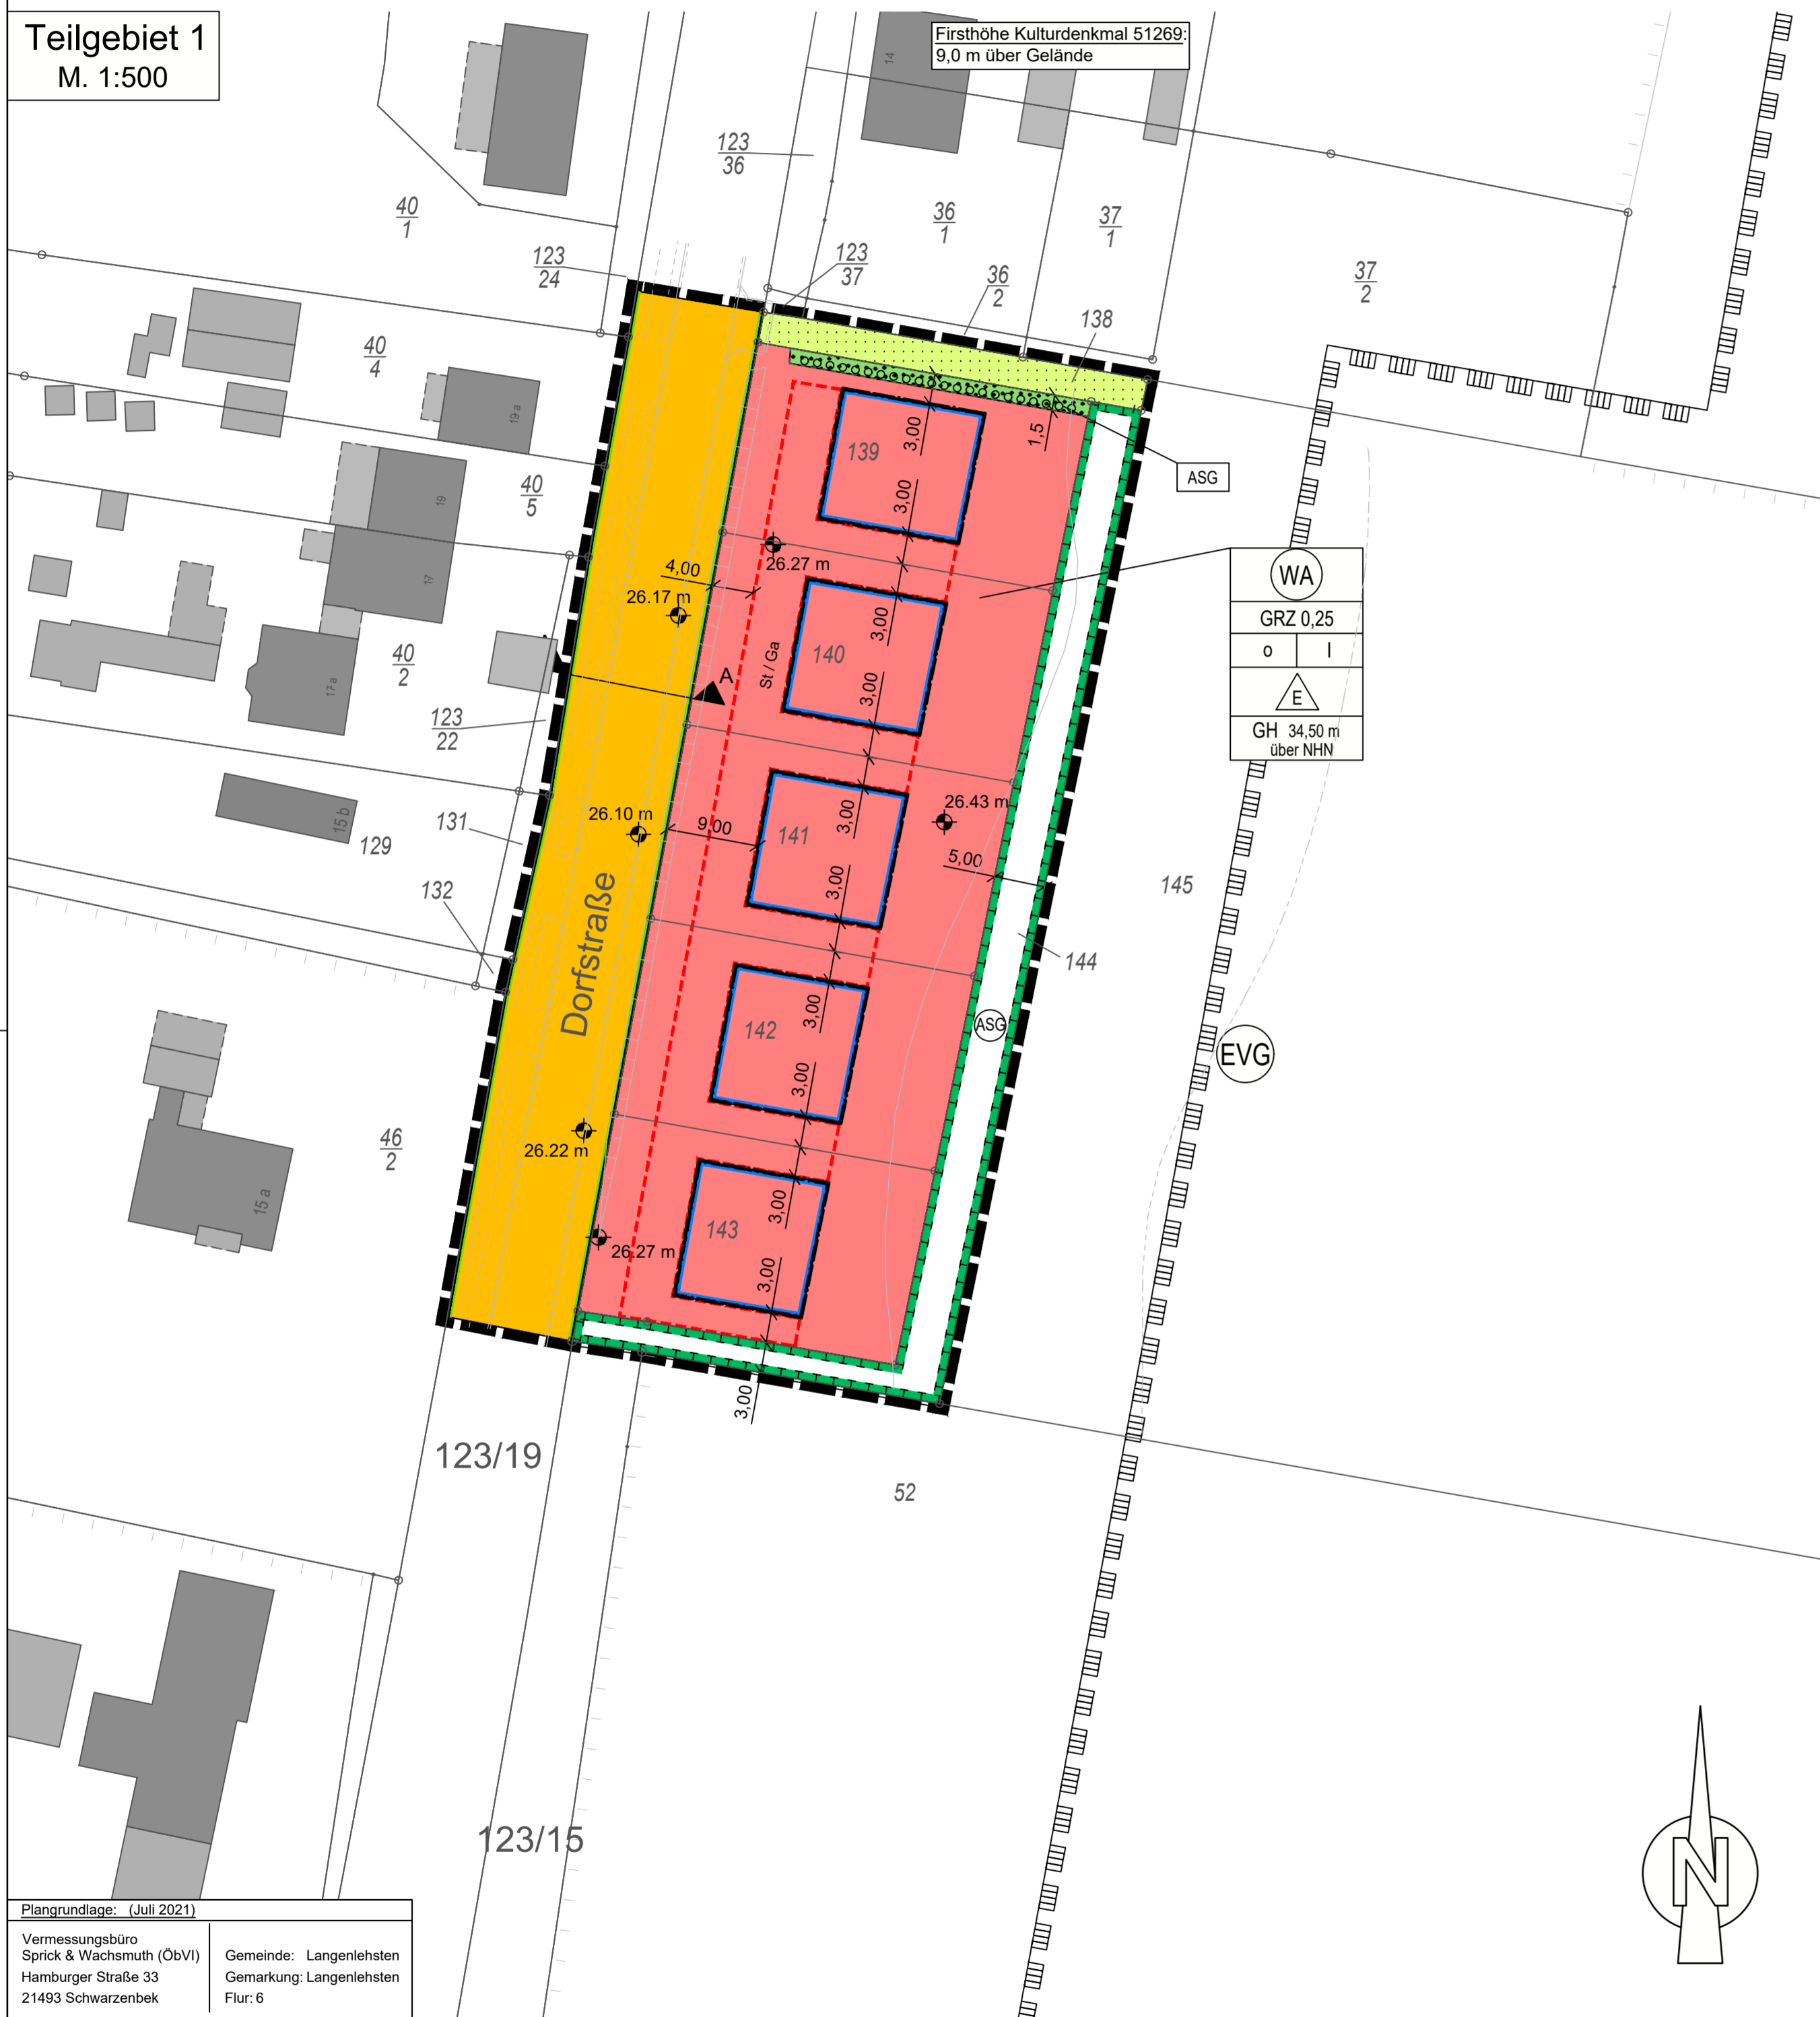 Teilgebiet 1
M. 1:500
Firsthöhe Kulturdenkmal 51269:
9,0 m über Gelände
14
123
36
40
1
36
1
37
1
123
24
123
37
36
2
37
2
138
40
4
19 a
139
3,00
1,5
ASG
19
40
5
3,00
26.27 m
4,00
26.17 m
WA
GRZ 0,25
o I
E
GH 34,50 m
über NHN
17
3,00
140
St / Ga
40
2
17 a
A
3,00
123
22
15 b
131
129
26.10 m
9,00
141
3,00
26.43 m
5,00
145
132
3,00
Dorfstraße
144
142
3,00
ASG
EVG
3,00
46
2
26.22 m
15 a
143
3,00
26.27 m
3,00
3,00
123/19
52
123/15
N
Plangrundlage: (Juli 2021)
Vermessungsbüro
Sprick & Wachsmuth (ÖbVI)
Hamburger Straße 33
21493 Schwarzenbek
Gemeinde: Langenlehsten
Gemarkung: Langenlehsten
Flur: 6